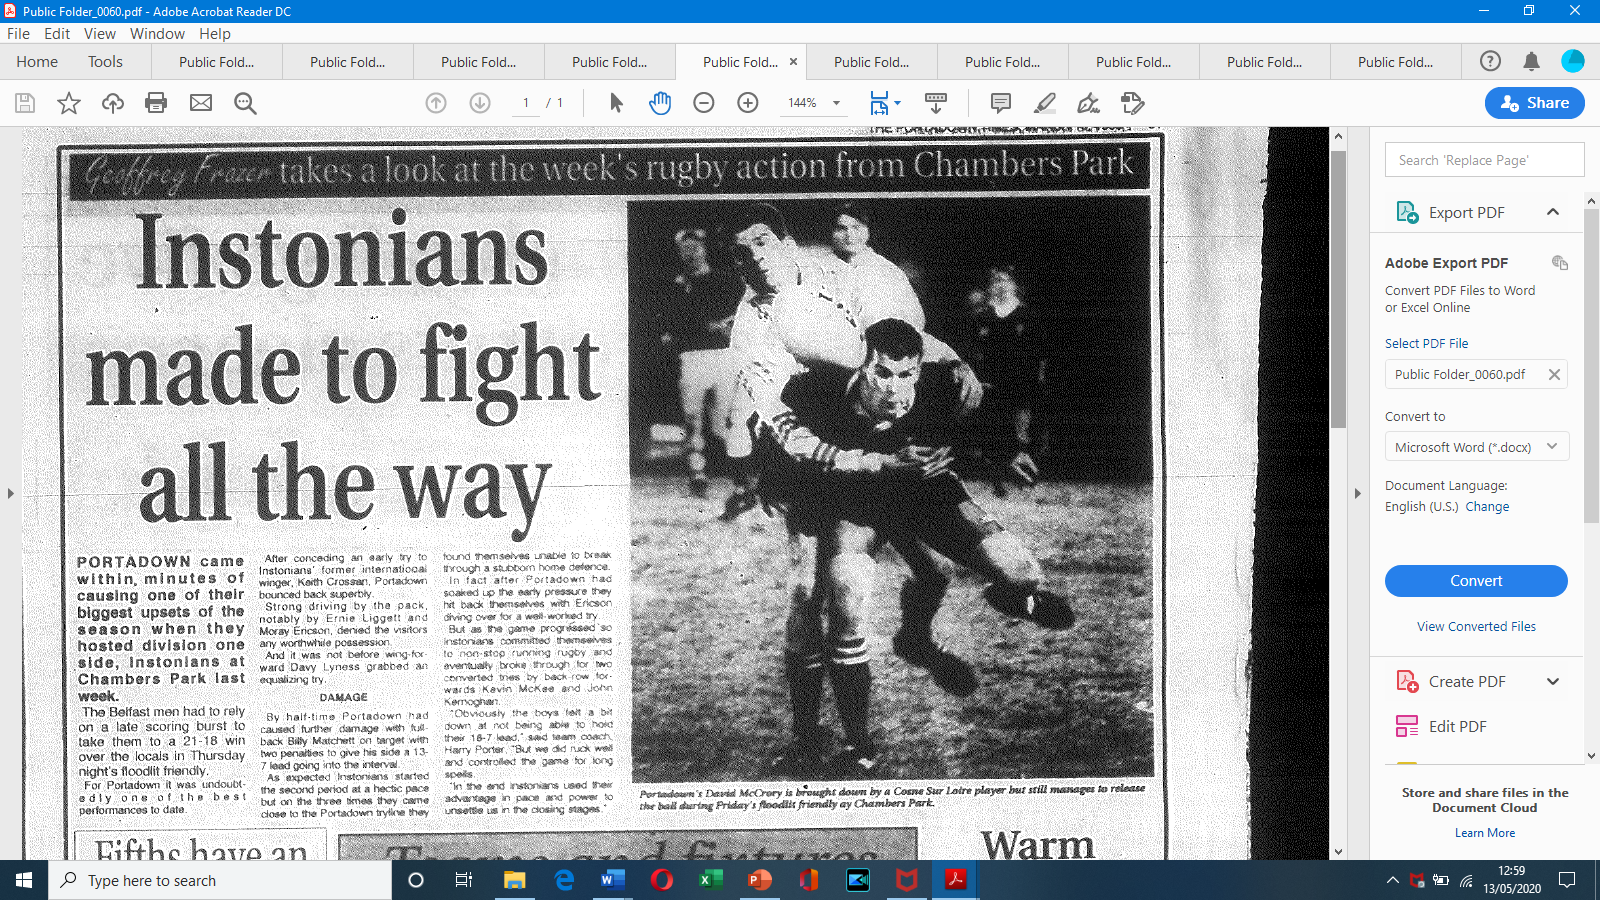 Public Folder_0060.pdf - Adobe Acrobat Reader DC
File Edit View Window Help
Home Tools Public Fold... Public Fold... Public Fold... Public Fold... Public Fold... Public Fold... Public Fold... Public Fold... Public Fold... Public Fold...
1 / 1 144% Share
Geoffrey Frazer takes a look at the week's rugby action from Chambers Park
Instonians
made to fight
all the way
PORTADOWN came
within, minutes of
causing one of their
biggest upsets of the
season when they
hosted division one
side, Instonians at
Chambers Park last
week.
The Belfast men had to rely
on a late scoring burst to
take them to a 21-18 win
over the locals in Thursday
night's floodlit friendly.
For Portadown it was undoubt-
edly one of the best
performances to date.
After conceding an early try to
Instonians' former international
winger, Keith Crossan, Portadown
bounced back superbly.
Strong driving by the pack,
notably by Ernie Liggett and
Moray Ericson, denied the visitors
any worthwhile possession.
And it was not before wing-for-
ward Davy Lyness grabbed an
equalizing try.
DAMAGE
By half-time Portadown had
caused further damage with full-
back Billy Matchett on target with
two penalties to give his side a 13-
7 lead going into the interval.
As expected Instonians started
the second period at a hectic pace
but on the three times they came
close to the Portadown tryline they
found themselves unable to break
through a stubborn home defence.
In fact after Portadown had
soaked up the early pressure they
hit back themselves with Ericson
diving over for a well-worked try.
But as the game progressed so
Instonians committed themselves
to non-stop running rugby and
eventually broke through for two
converted tries by back-row for-
wards Kevin McKee and John
Kernoghan.
"Obviously the boys felt a bit
down at not being able to hold
their 18-7 lead," said team coach,
Harry Porter. "But we did ruck well
and controlled the game for long
spells.
"In the end Instonians used their
advantage in pace and power to
unsettle us in the closing stages."
Portadown's David McCrory is brought down by a Cosne Sur Loire player but still manages to release
the ball during Friday's floodlit friendly ay Chambers Park.
Fifths have an
Teams and fixtures
Warm
Search 'Replace Page'
Export PDF
Adobe Export PDF
Convert PDF Files to Word
or Excel Online
Select PDF File
Public Folder_0060.pdf
Convert to
Microsoft Word (*.docx)
Document Language:
English (U.S.) Change
Convert
View Converted Files
Create PDF
Edit PDF
Store and share files in the
Document Cloud
Learn More
Type here to search
12:59
13/05/2020